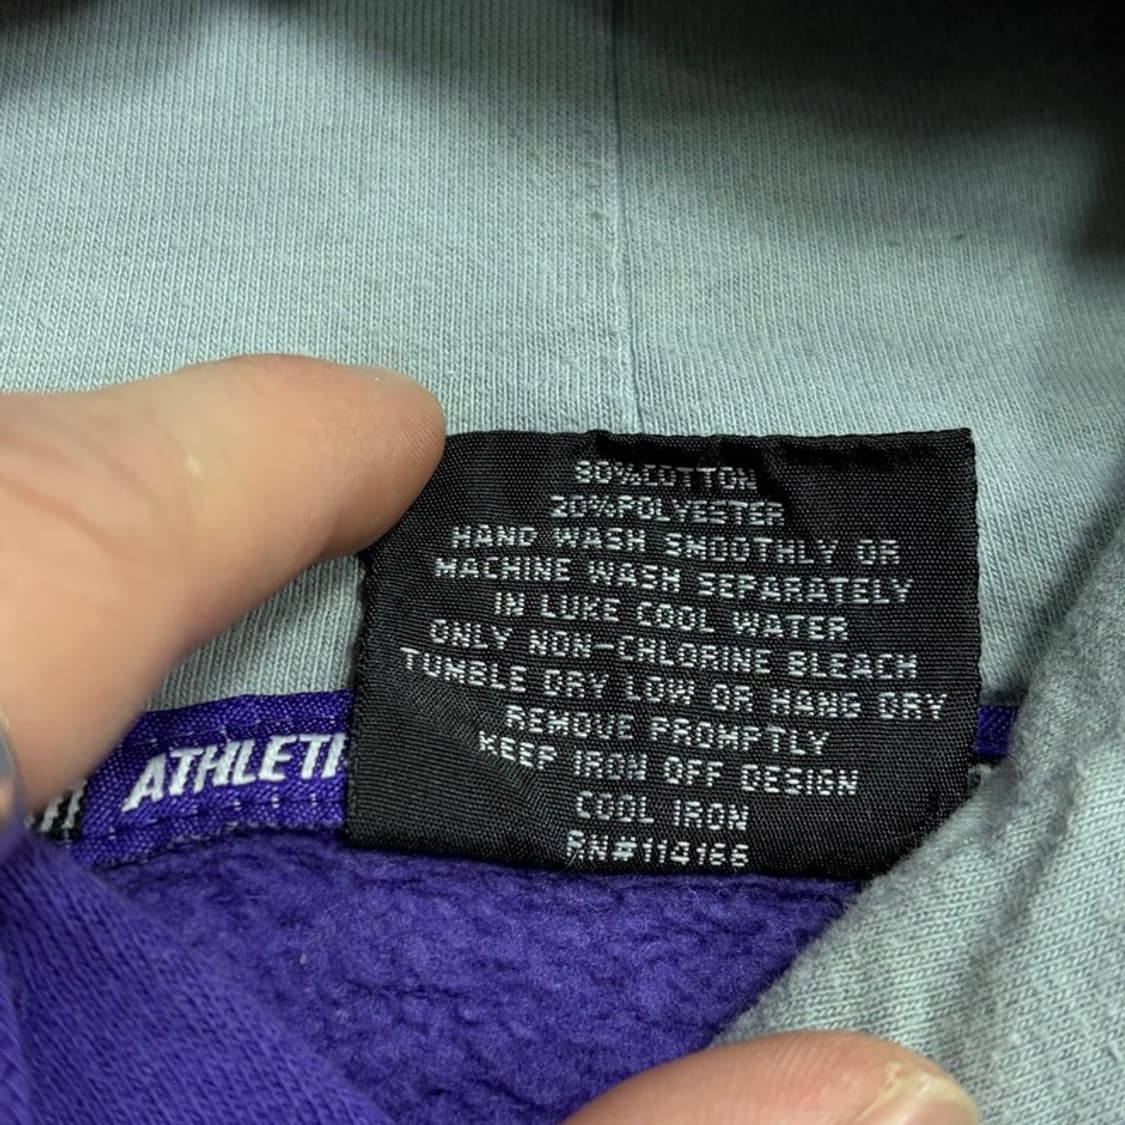 80%COTTON
20%POLYESTER
HAND WASH SMOOTHLY OR
MACHINE WASH SEPARATELY
IN LUKE COOL WATER
ONLY NON-CHLORINE BLEACH
TUMBLE DRY LOW OR HANG DRY
REMOVE PROMPTLY
KEEP IRON OFF DESIGN
COOL IRON
RN#114166
ATHLETI